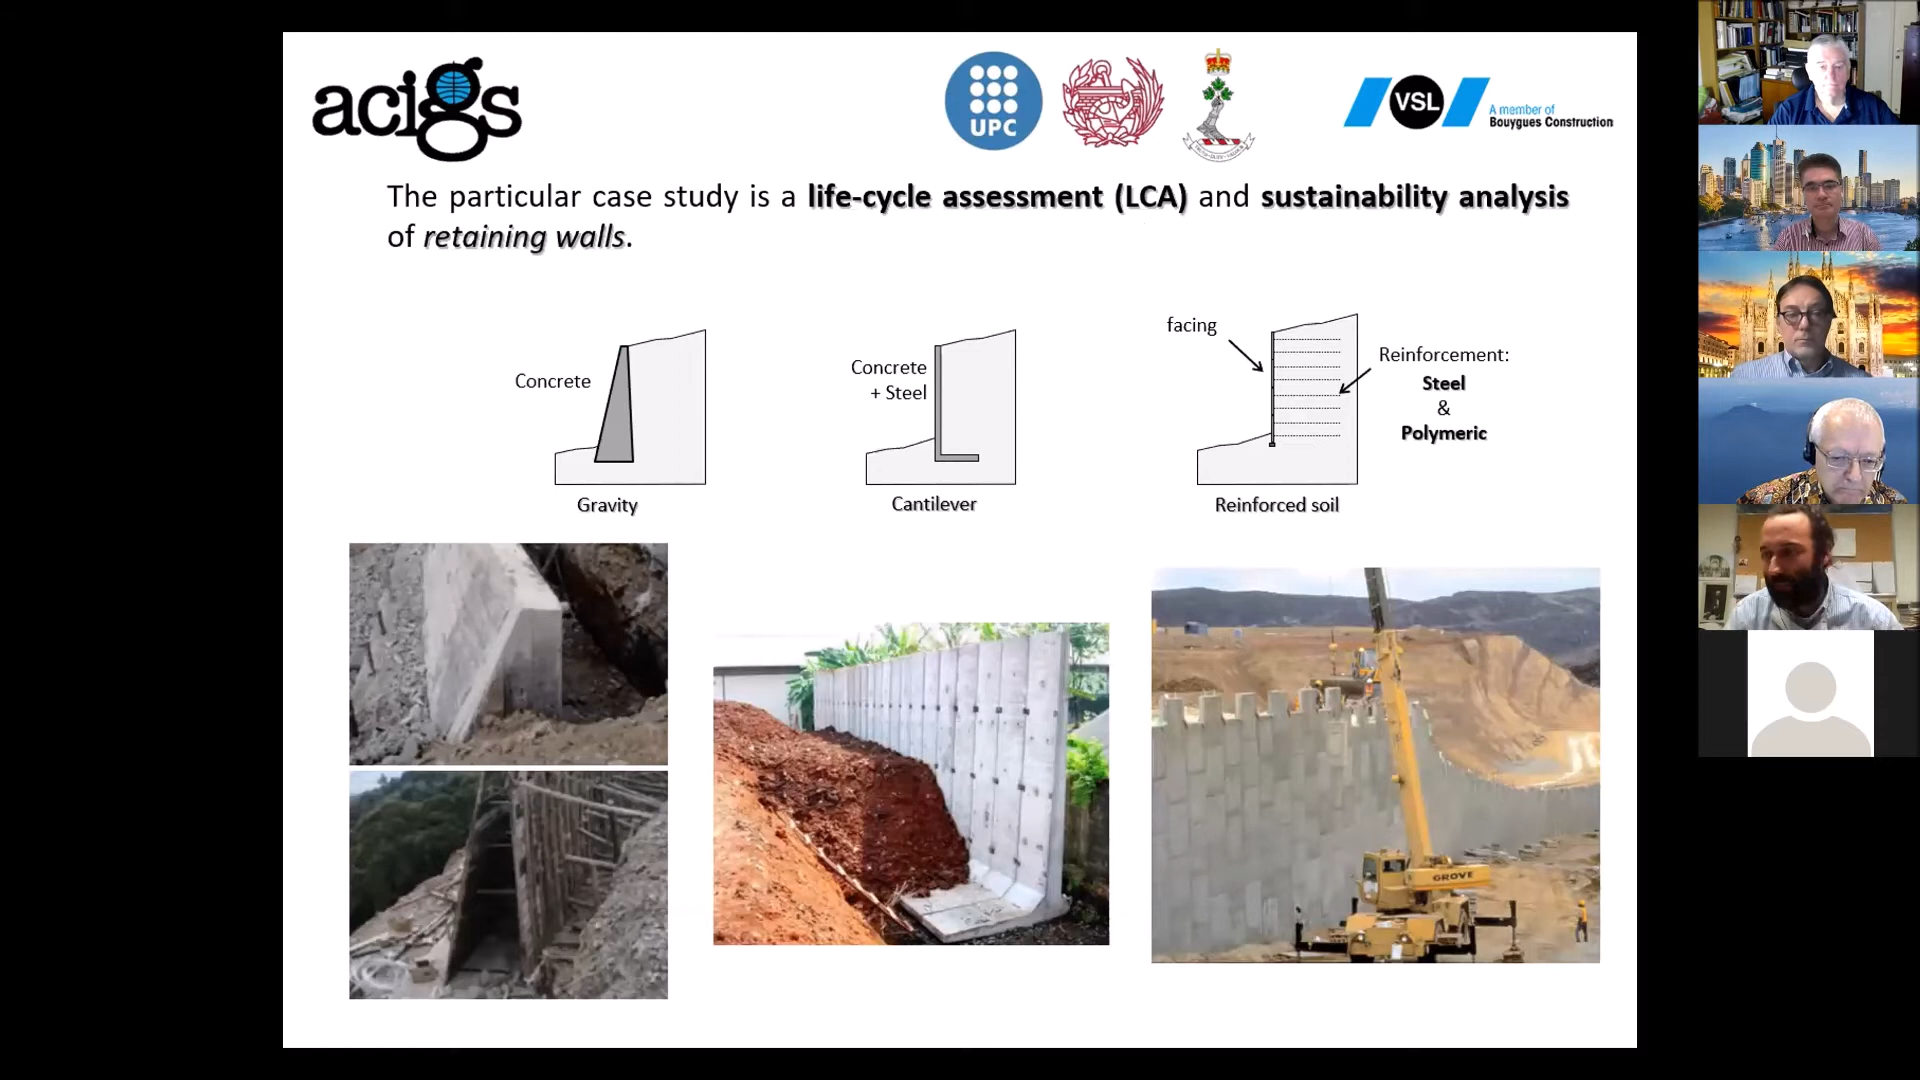 acigs
UPC
VSL
A member of
Bouygues Construction
The particular case study is a life-cycle assessment (LCA) and sustainability analysis
of retaining walls.
Concrete
Gravity
Concrete
+ Steel
Cantilever
facing
Reinforcement:
Steel
&
Polymeric
Reinforced soil
GROVE